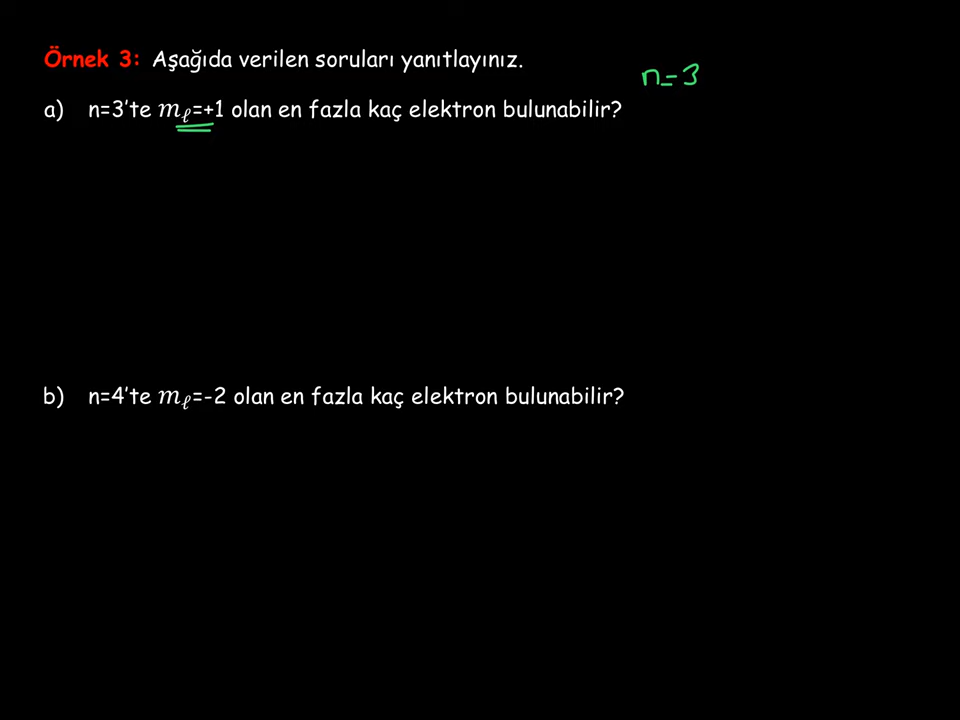 Örnek 3: Aşağıda verilen soruları yanıtlayınız.
n=3
a) n=3’te mℓ=+1 olan en fazla kaç elektron bulunabilir?
b) n=4’te mℓ=-2 olan en fazla kaç elektron bulunabilir?